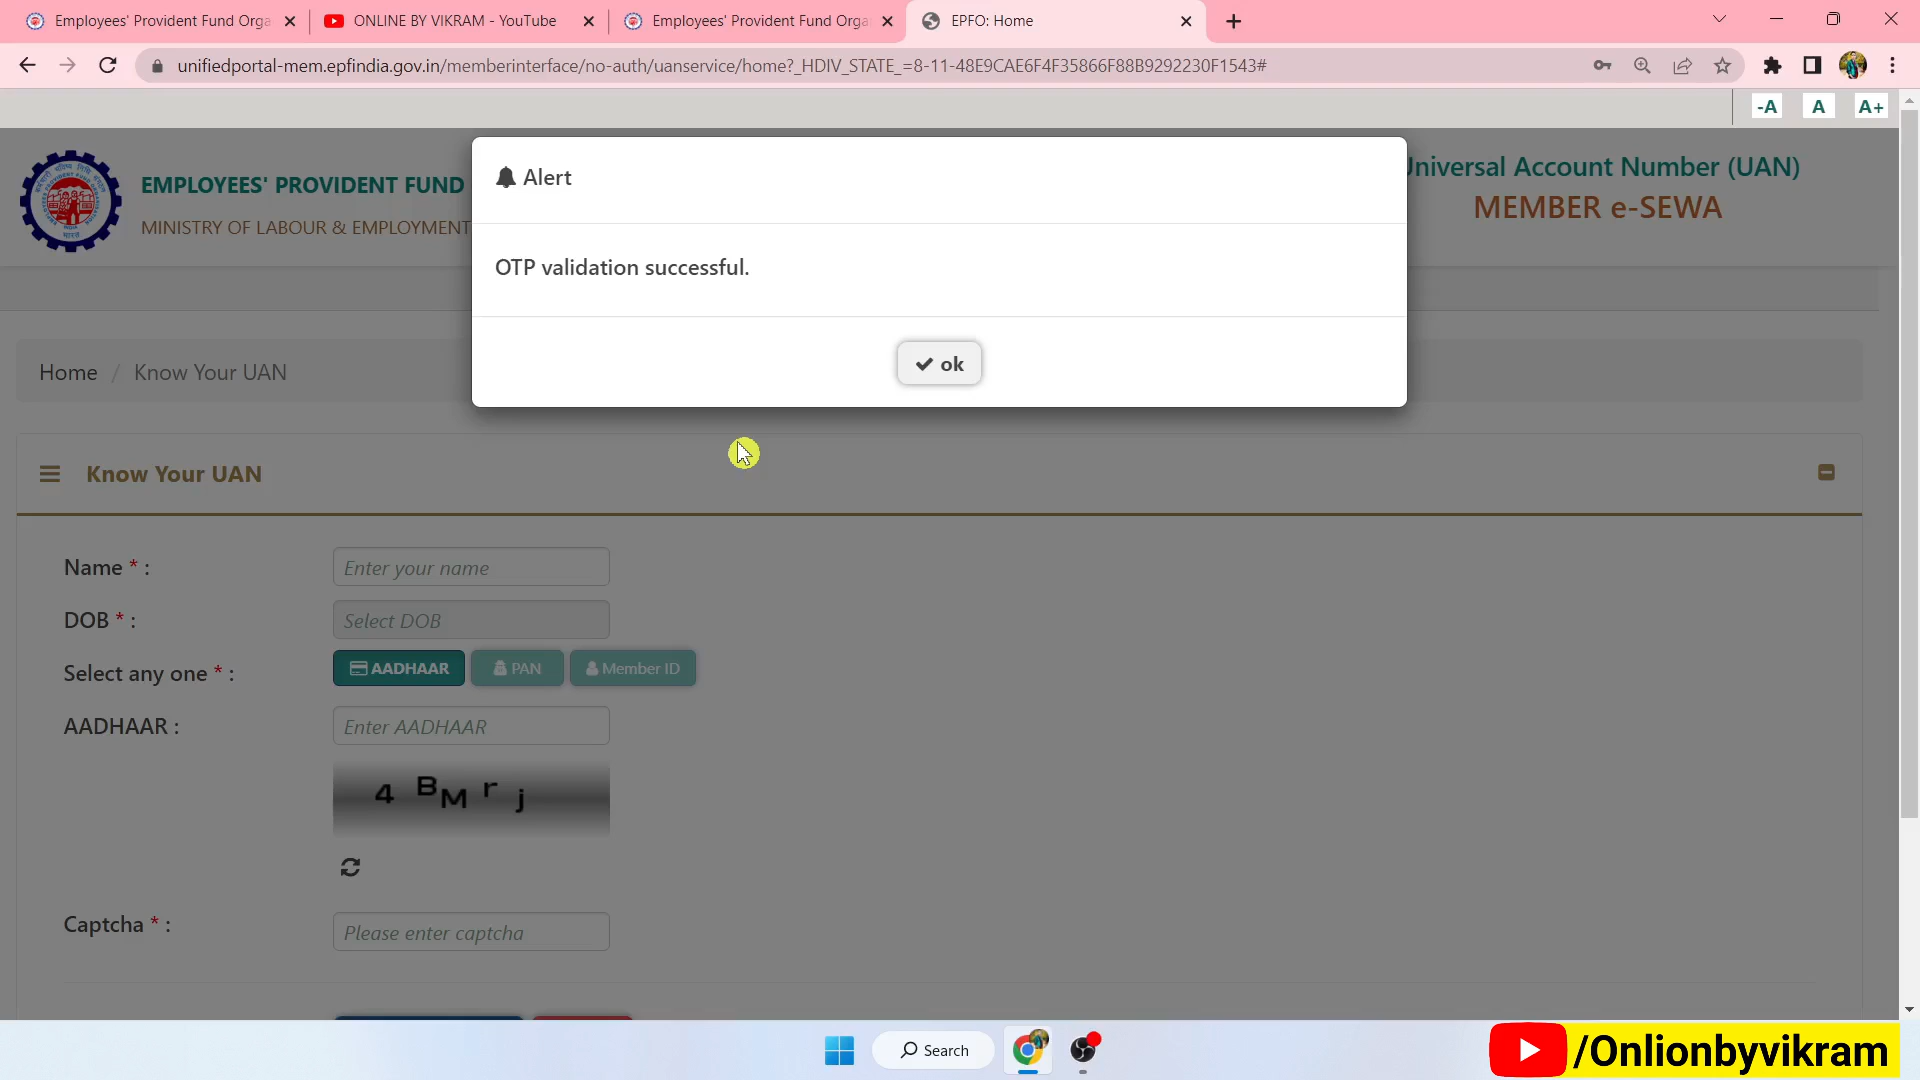 Employees' Provident Fund Orga
ONLINE BY VIKRAM - YouTube
Employees' Provident Fund Orga
EPFO: Home
unifiedportal-mem.epfindia.gov.in/memberinterface/no-auth/uanservice/home?_HDIV_STATE_=8-11-48E9CAE6F4F35866F88B9292230F1543#
-A A A+
EMPLOYEES' PROVIDENT FUND
MINISTRY OF LABOUR & EMPLOYMENT
Universal Account Number (UAN)
MEMBER e-SEWA
Alert
OTP validation successful.
ok
Home / Know Your UAN
Know Your UAN
Name * : Enter your name
DOB * : Select DOB
Select any one * : AADHAAR PAN Member ID
AADHAAR : Enter AADHAAR
4 B M r j
Captcha * : Please enter captcha
Search
/Onlionbyvikram